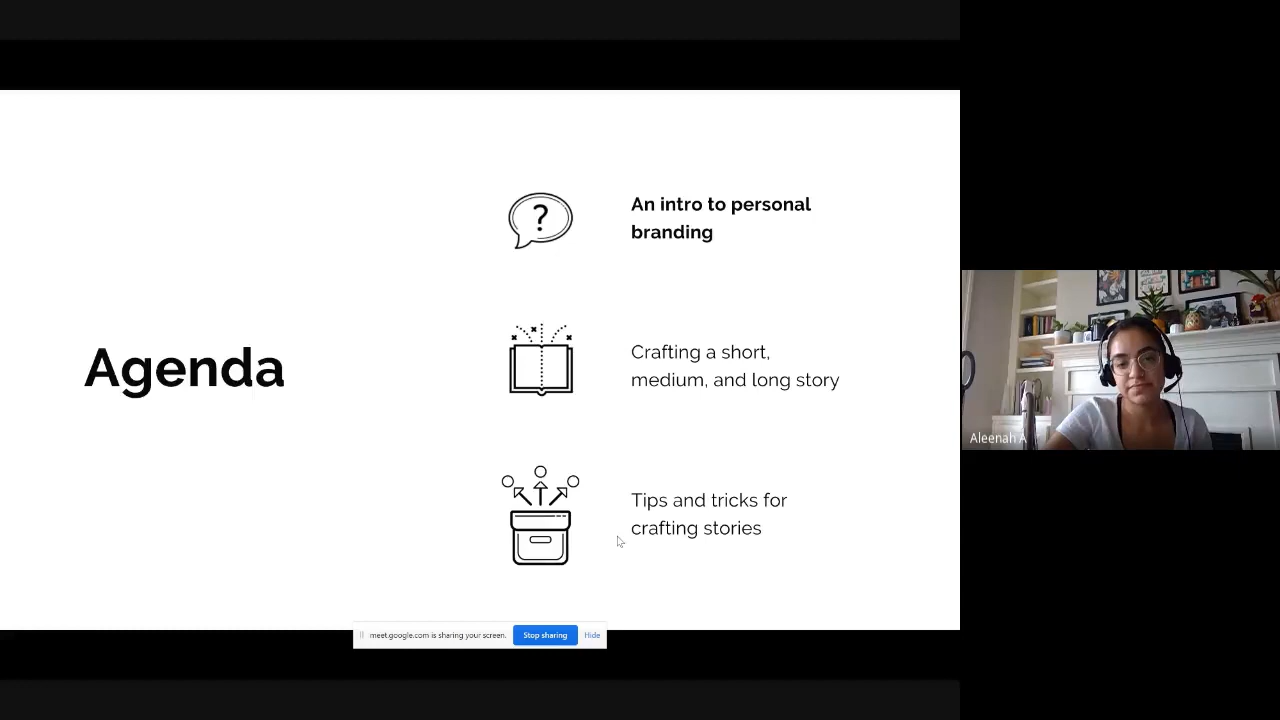 Agenda
?
An intro to personal
branding
Crafting a short,
medium, and long story
Tips and tricks for
crafting stories
meet.google.com is sharing your screen.
Stop sharing
Hide
Aleenah A